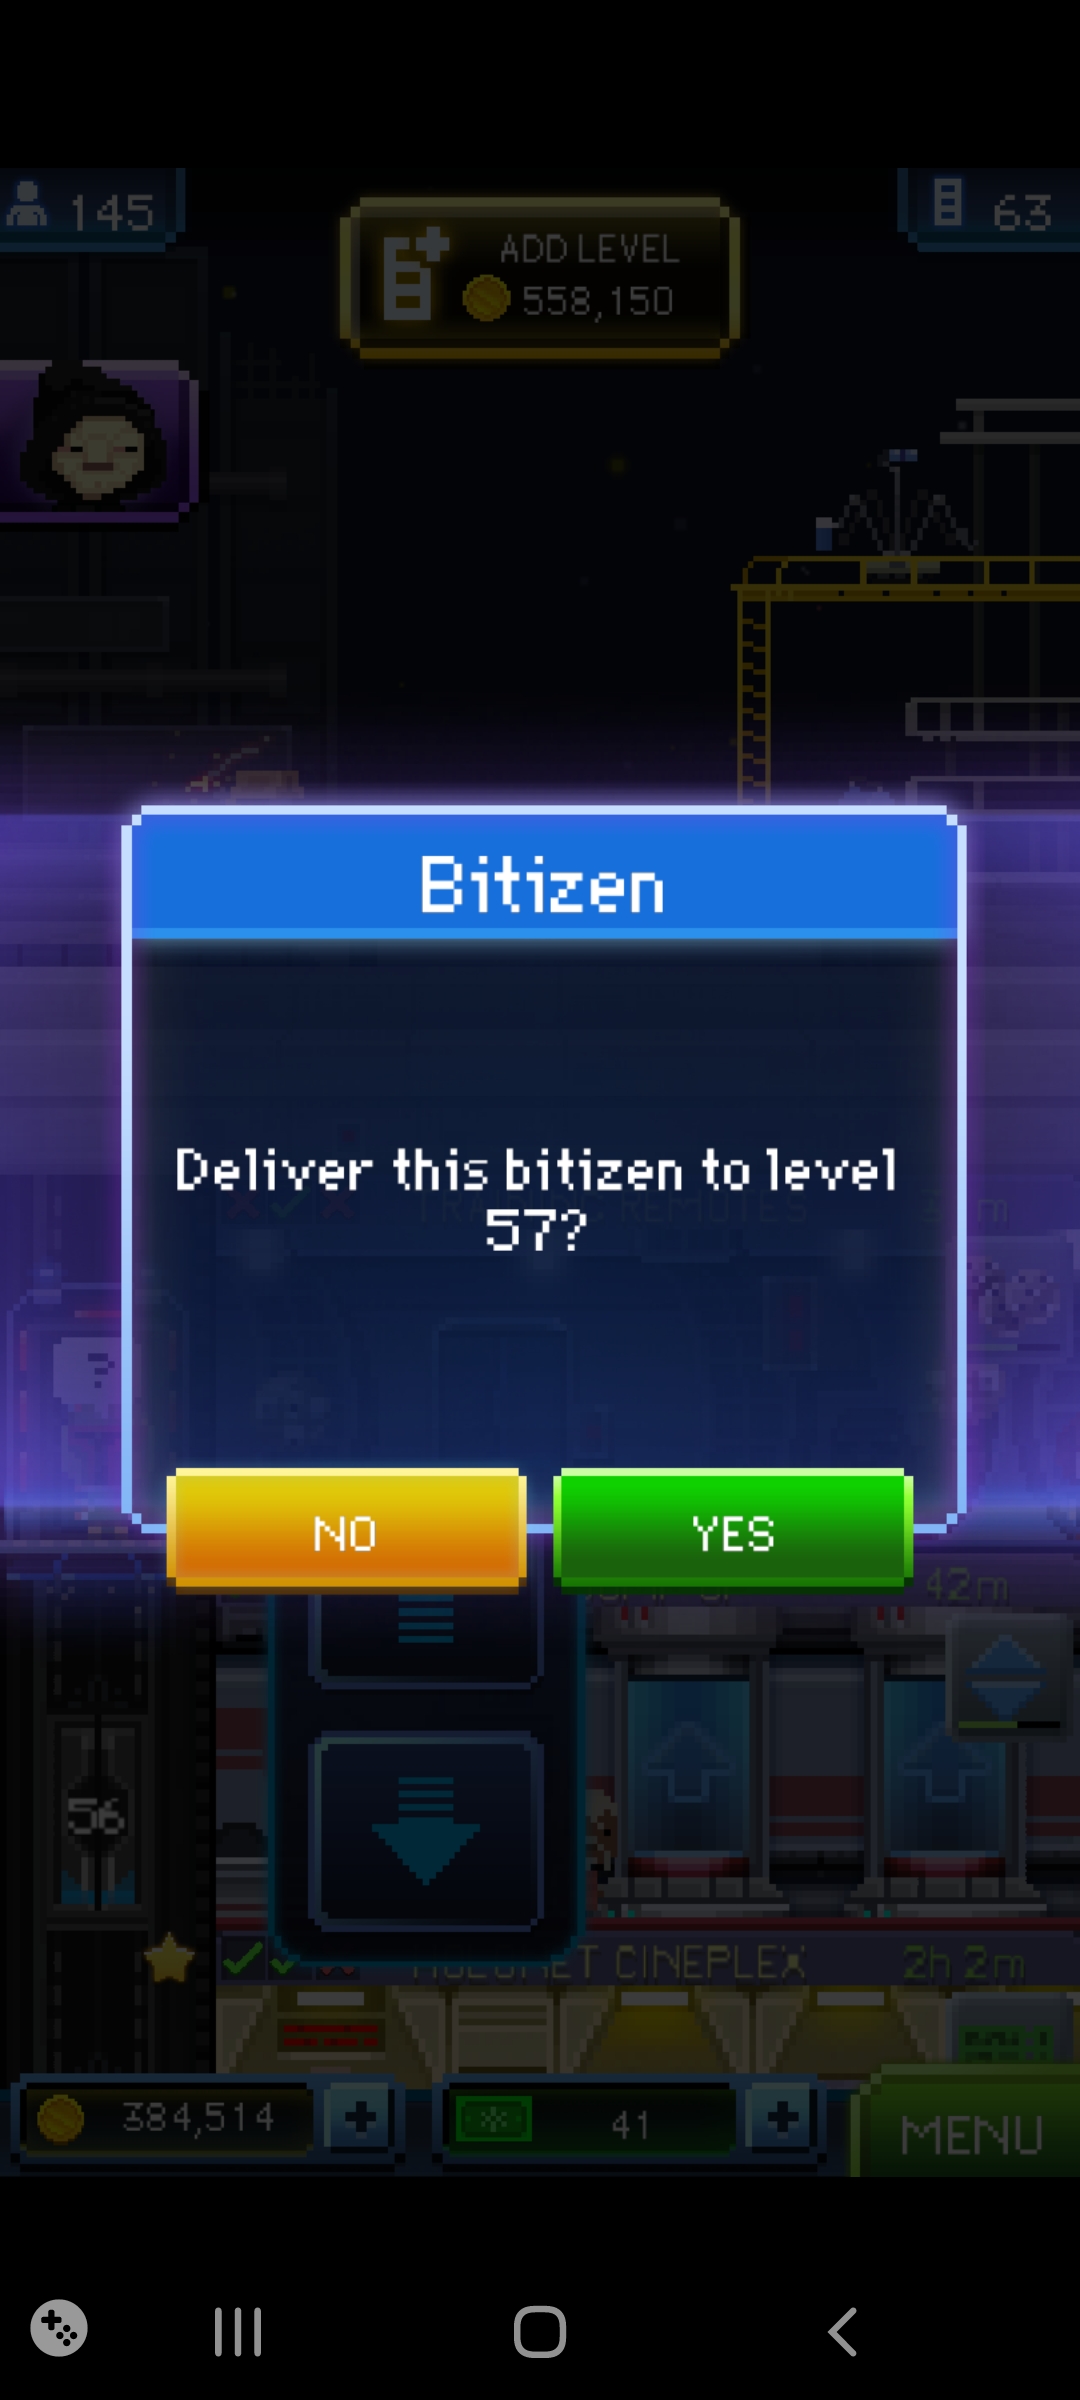 145
63
ADD LEVEL
558,150
Bitizen
Deliver this bitizen to level
57?
REMOTES
m
NO
YES
42m
56
CINEPLEX
2h 2m
384,514
41
MENU